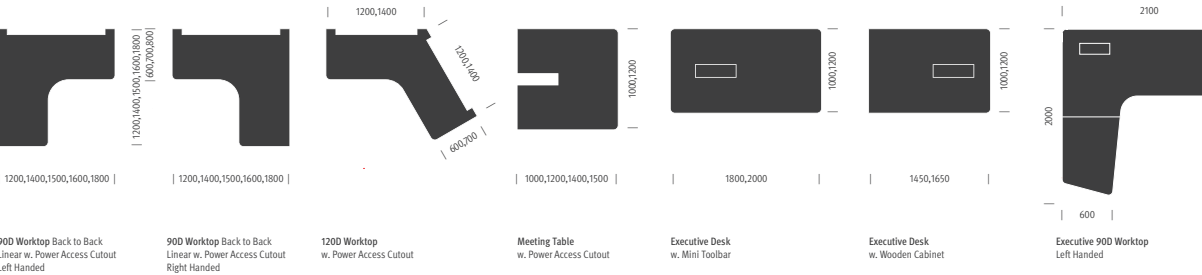 1200,1400
2100
1200,1400,1500,1600,1800
600,700,800
1200,1400
600,700
1000,1200
1000,1200
1000,1200
2000
600
1200,1400,1500,1600,1800
1200,1400,1500,1600,1800
1000,1200,1400,1500
1800,2000
1450,1650
90D Worktop Back to Back
Linear w. Power Access Cutout
Left Handed
90D Worktop Back to Back
Linear w. Power Access Cutout
Right Handed
120D Worktop
w. Power Access Cutout
Meeting Table
w. Power Access Cutout
Executive Desk
w. Mini Toolbar
Executive Desk
w. Wooden Cabinet
Executive 90D Worktop
Left Handed